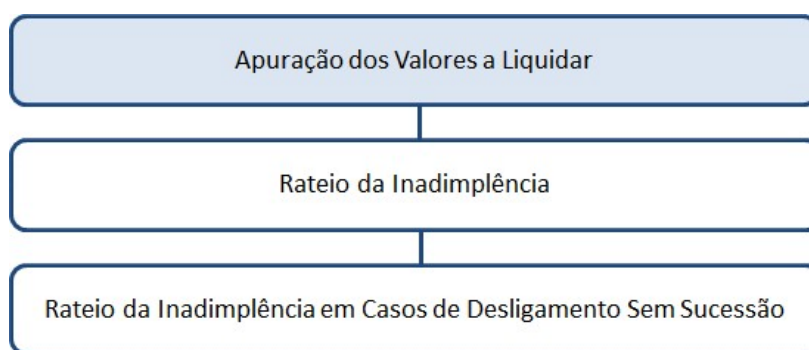 Apuração dos Valores a Liquidar
Rateio da Inadimplência
Rateio da Inadimplência em Casos de Desligamento Sem Sucessão